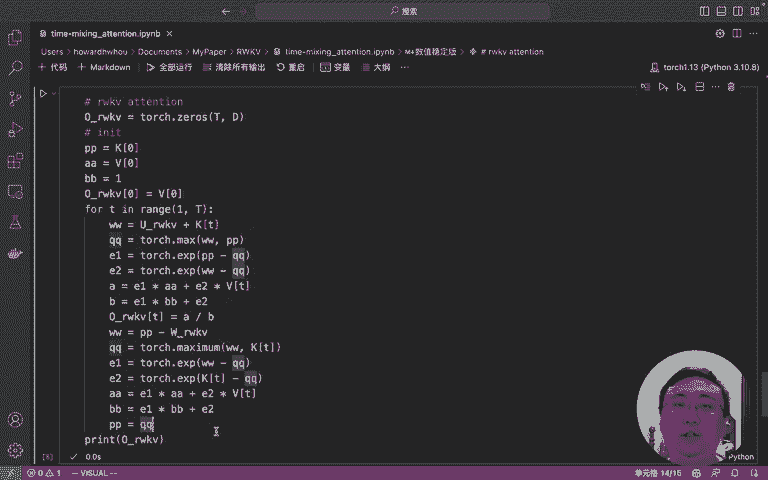 搜索
time-mixing_attention.ipynb
Users > howardhwhou > Documents > MyPaper > RWKV > time-mixing_attention.ipynb > M↓数值稳定版 > # rwkv attention
+ 代码 + Markdown 全部运行 清除所有输出 重启 变量 大纲 ··· torch1.13 (Python 3.10.8)
# rwkv attention
O_rwkv = torch.zeros(T, D)
# init
pp = K[0]
aa = V[0]
bb = 1
O_rwkv[0] = V[0]
for t in range(1, T):
ww = U_rwkv + K[t]
qq = torch.max(ww, pp)
e1 = torch.exp(pp - qq)
e2 = torch.exp(ww - qq)
a = e1 * aa + e2 * V[t]
b = e1 * bb + e2
O_rwkv[t] = a / b
ww = pp - W_rwkv
qq = torch.maximum(ww, K[t])
e1 = torch.exp(ww - qq)
e2 = torch.exp(K[t] - qq)
aa = e1 * aa + e2 * V[t]
bb = e1 * bb + e2
pp = qq
print(O_rwkv)
[3] 0.0s Python
0 1 -- VISUAL -- 单元格 14/15